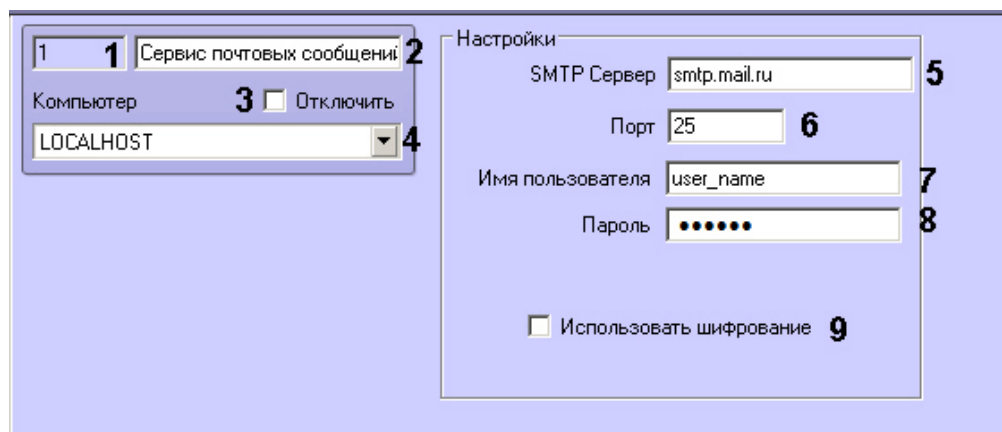 1 1 Сервис почтовых сообщений 2
Компьютер 3 Отключить
LOCALHOST 4
Настройки
SMTP Сервер smtp.mail.ru 5
Порт 25 6
Имя пользователя user_name 7
Пароль •••••• 8
Использовать шифрование 9